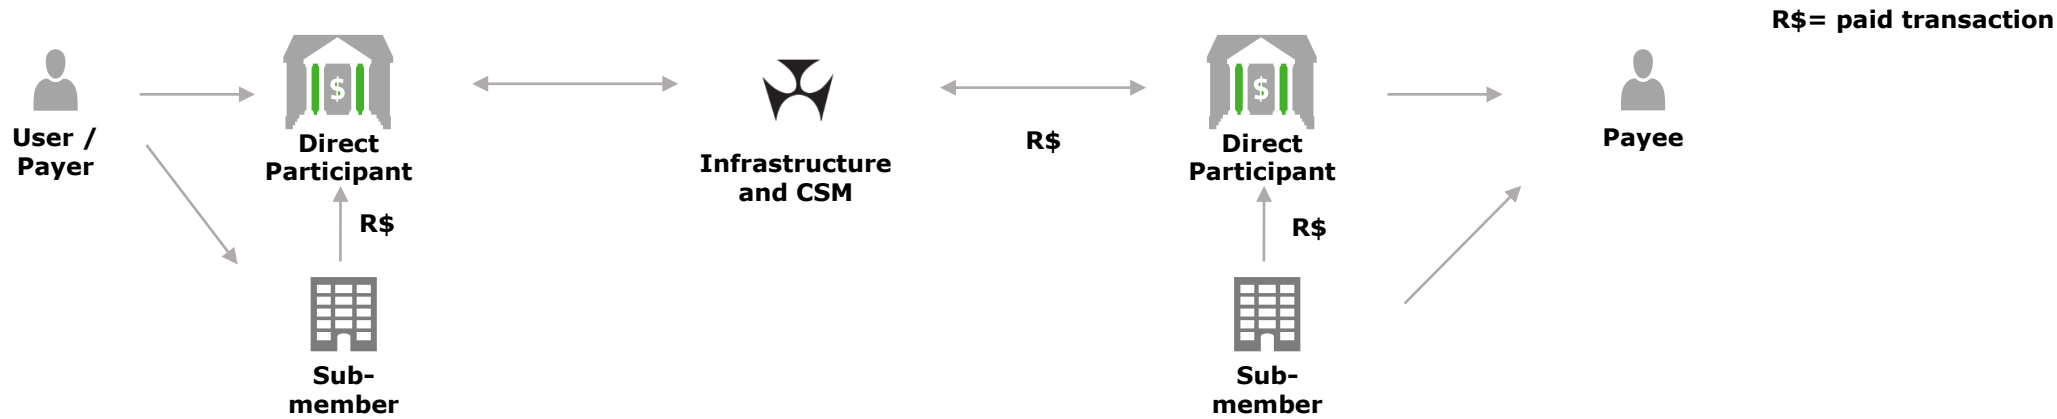 R$= paid transaction
User /
Payer
Direct
Participant
Infrastructure
and CSM
R$
Direct
Participant
Payee
R$
R$
Sub-
member
Sub-
member
$
$